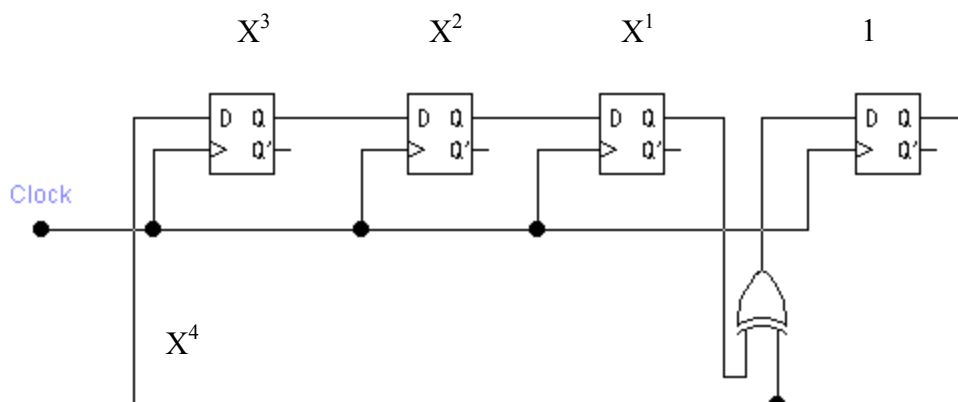 X³ X² X¹ 1
D Q D Q D Q D Q
Q' Q' Q' Q'
Clock
X⁴